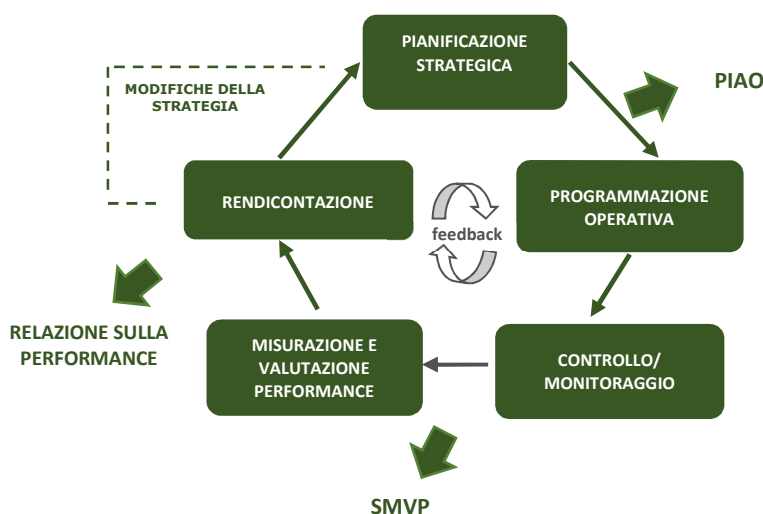 PIANIFICAZIONE
STRATEGICA
PIAO
MODIFICHE DELLA
STRATEGIA
RENDICONTAZIONE
feedback
PROGRAMMAZIONE
OPERATIVA
RELAZIONE SULLA
PERFORMANCE
MISURAZIONE E
VALUTAZIONE
PERFORMANCE
CONTROLLO/
MONITORAGGIO
SMVP